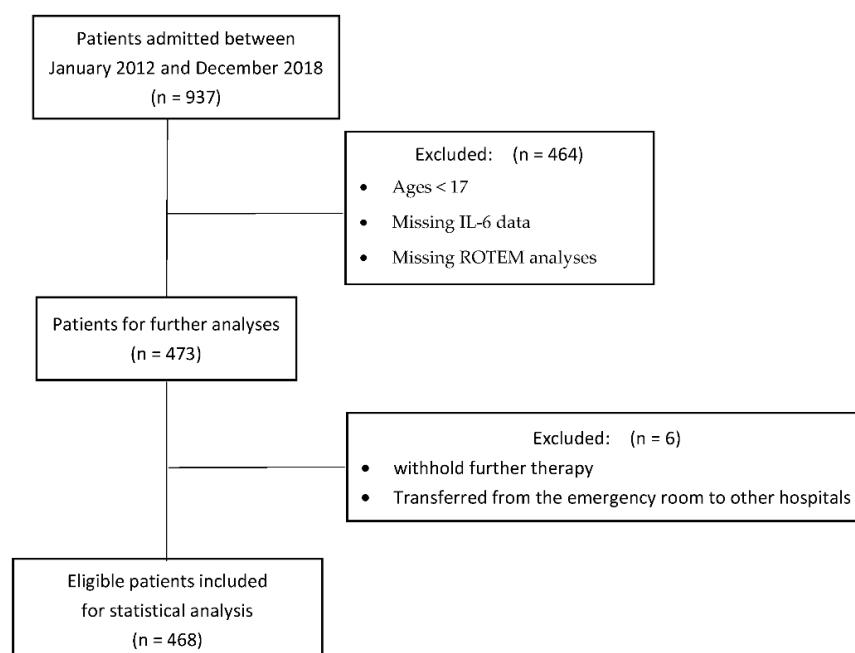 Patients admitted between
January 2012 and December 2018
(n = 937)
Excluded: (n = 464)
• Ages < 17
• Missing IL-6 data
• Missing ROTEM analyses
Patients for further analyses
(n = 473)
Excluded: (n = 6)
• withhold further therapy
• Transferred from the emergency room to other hospitals
Eligible patients included
for statistical analysis
(n = 468)